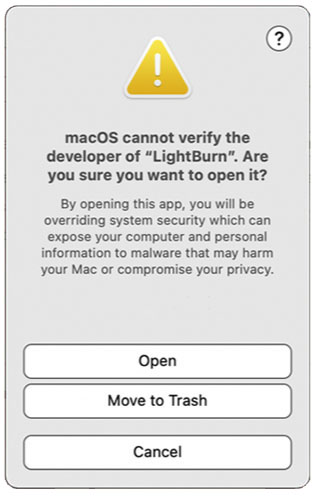 ?
macOS cannot verify the
developer of “LightBurn”. Are
you sure you want to open it?
By opening this app, you will be
overriding system security which can
expose your computer and personal
information to malware that may harm
your Mac or compromise your privacy.
Open
Move to Trash
Cancel